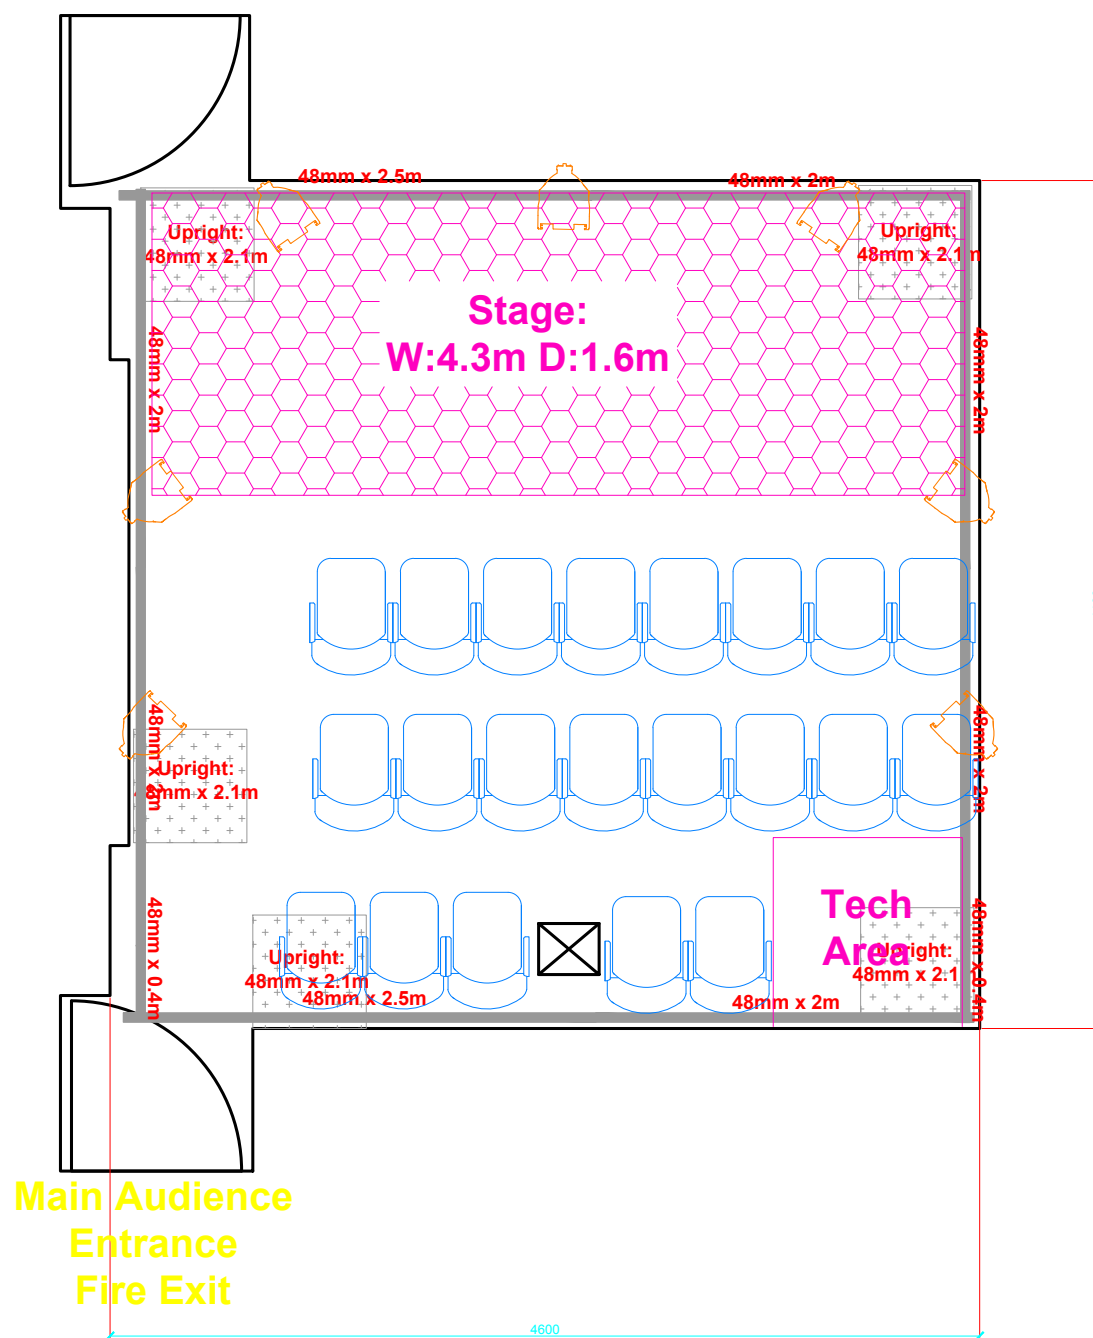 48mm x 2.5m
48mm x 2m
Upright:
48mm x 2.1m
Upright:
48mm x 2.1m
Stage:
W:4.3m D:1.6m
48mm x 2m
48mm x 2m
48mm x 2m
48mm x 2m
Upright:
48mm x 2.1m
Tech
Area
48mm x 0.4m
48mm x 0.4m
Upright:
48mm x 2.1m
48mm x 2.5m
Upright:
48mm x 2.1
48mm x 2m
Main Audience
Entrance
Fire Exit
4600